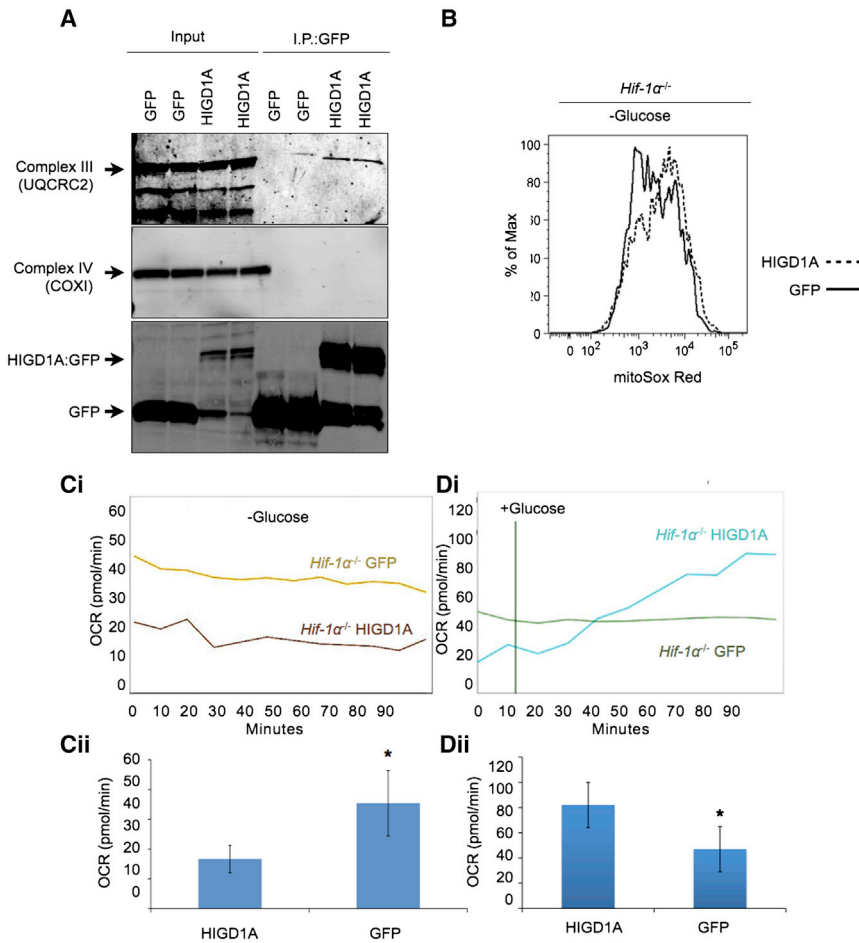 A
Input
I.P.:GFP
GFP
GFP
HIGD1A
HIGD1A
GFP
GFP
HIGD1A
HIGD1A
Complex III
(UQCRC2)
Complex IV
(COXI)
HIGD1A:GFP
GFP
B
Hif-1α-/-
-Glucose
100
80
60
40
20
0
% of Max
0 10² 10³ 10⁴ 10⁵
mitoSox Red
HIGD1A
GFP
Ci
60
50
40
30
20
10
0
OCR (pmol/min)
-Glucose
Hif-1α-/- GFP
Hif-1α-/- HIGD1A
0 10 20 30 40 50 60 70 80 90
Minutes
Di
120
100
80
60
40
20
0
OCR (pmol/min)
+Glucose
Hif-1α-/- HIGD1A
Hif-1α-/- GFP
0 10 20 30 40 50 60 70 80 90
Minutes
Cii
60
50
40
30
20
10
0
OCR (pmol/min)
*
HIGD1A
GFP
Dii
120
100
80
60
40
20
0
OCR (pmol/min)
*
HIGD1A
GFP